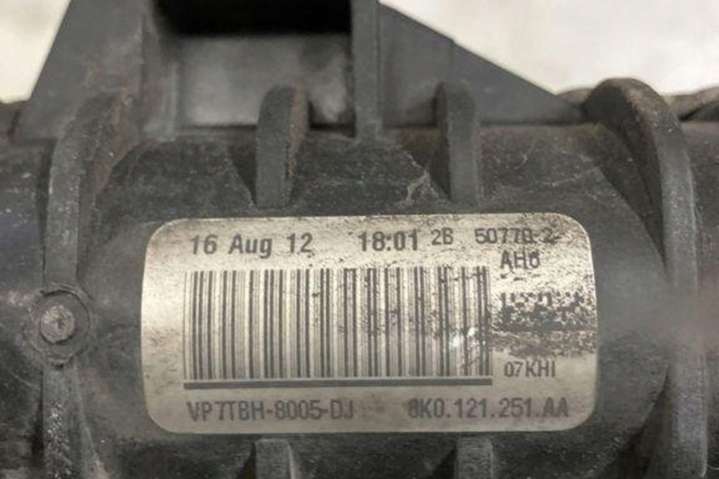 16 Aug 12 18:01 2B 50770-2-
AH6
07KHI
VP7TBH-8005-DJ 8K0.121.251.AA